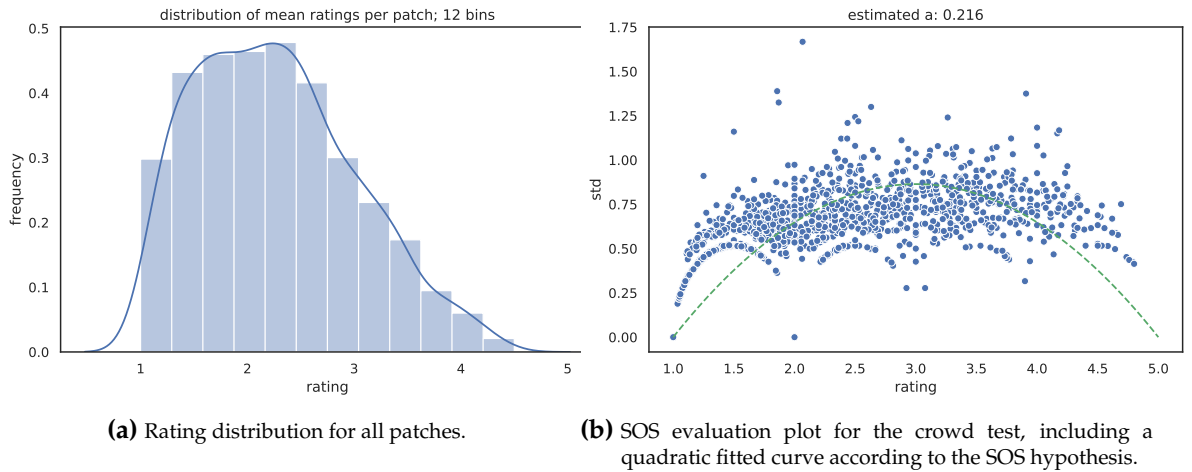 distribution of mean ratings per patch; 12 bins
0.5
0.4
0.3
0.2
0.1
0.0
frequency
1 2 3 4 5
rating
(a) Rating distribution for all patches.
estimated a: 0.216
1.75
1.50
1.25
1.00
0.75
0.50
0.25
0.00
std
1.0 1.5 2.0 2.5 3.0 3.5 4.0 4.5 5.0
rating
(b) SOS evaluation plot for the crowd test, including a
quadratic fitted curve according to the SOS hypothesis.